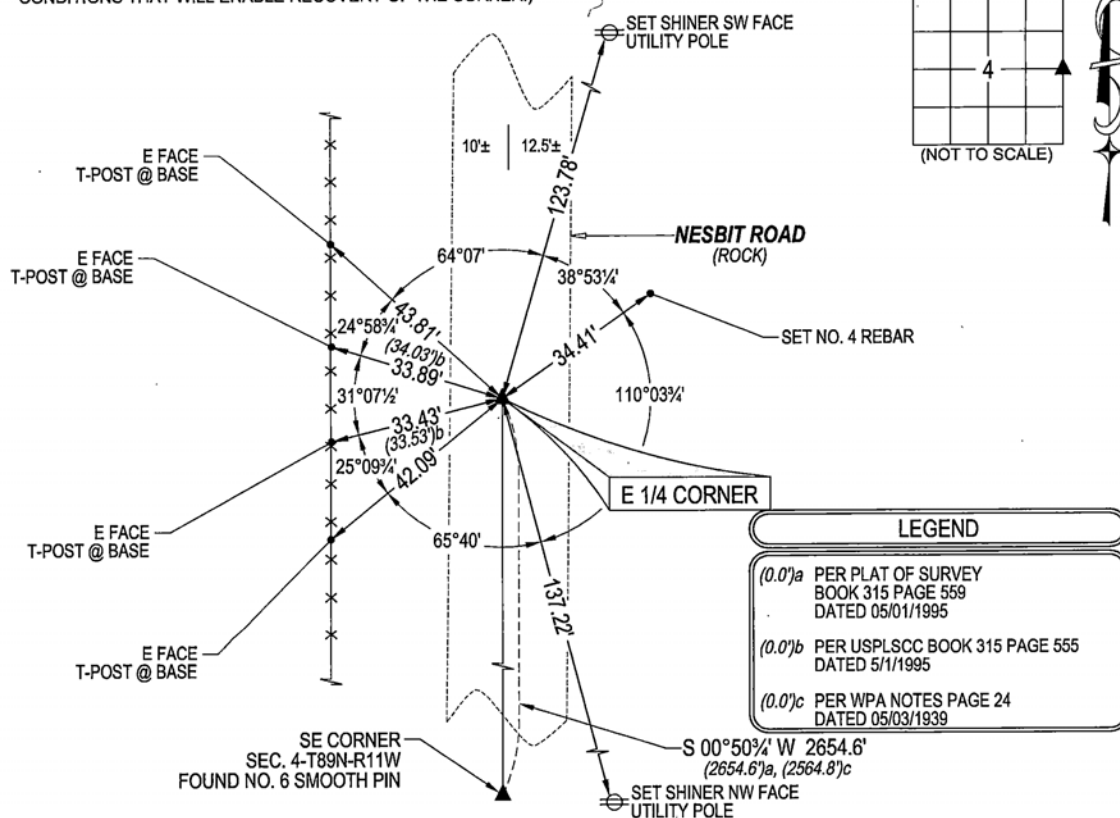 SET SHINER SW FACE
UTILITY POLE
4
(NOT TO SCALE)
10'±
12.5'±
123.78'
E FACE
T-POST @ BASE
NESBIT ROAD
(ROCK)
64°07'
38°53¼'
E FACE
T-POST @ BASE
43.81'
24°58¾'
(34.03')b
33.89'
34.41'
SET NO. 4 REBAR
31°07½'
110°03¾'
33.43'
(33.53')b
25°09¾'
42.09'
E 1/4 CORNER
E FACE
T-POST @ BASE
65°40'
137.22'
LEGEND
(0.0')a PER PLAT OF SURVEY
BOOK 315 PAGE 559
DATED 05/01/1995
(0.0')b PER USPLSCC BOOK 315 PAGE 555
DATED 5/1/1995
(0.0')c PER WPA NOTES PAGE 24
DATED 05/03/1939
E FACE
T-POST @ BASE
SE CORNER
SEC. 4-T89N-R11W
FOUND NO. 6 SMOOTH PIN
S 00°50¾' W 2654.6'
(2654.6')a, (2564.8')c
SET SHINER NW FACE
UTILITY POLE